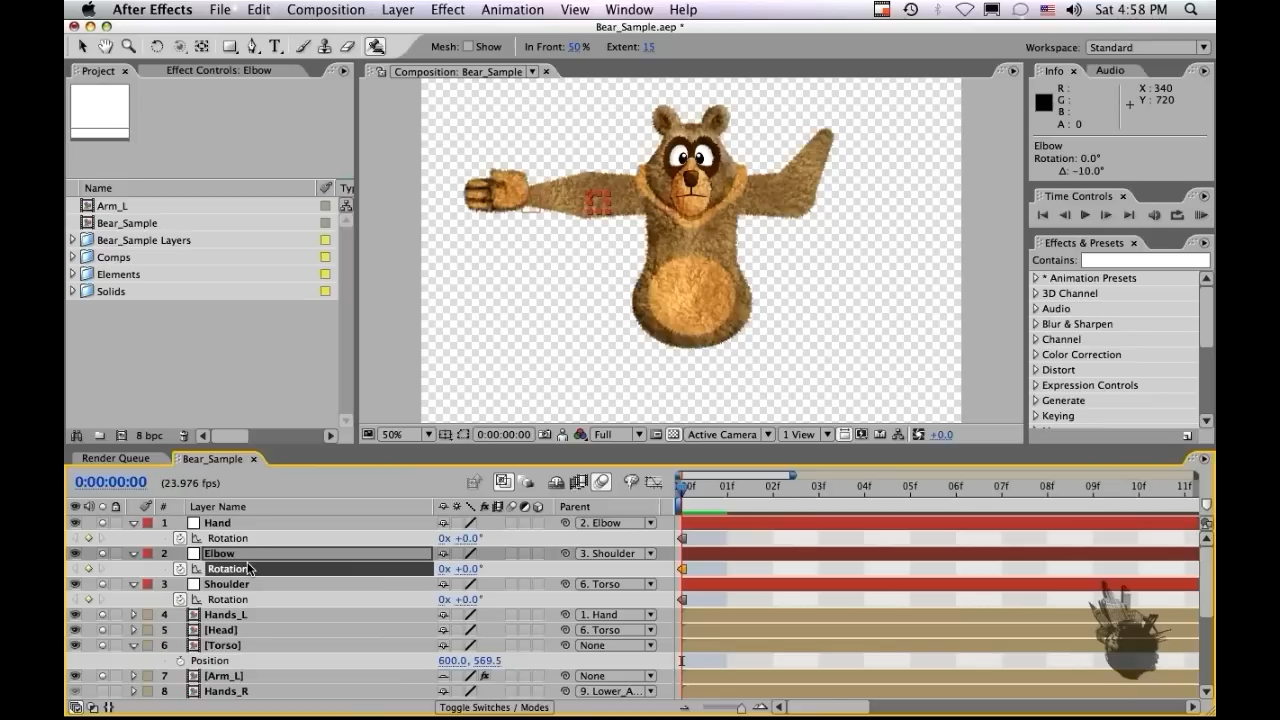 After Effects File Edit Composition Layer Effect Animation View Window Help Sat 4:58 PM
Bear_Sample.aep *
Mesh: Show In Front: 50 % Extent: 15 Workspace: Standard
Project × Effect Controls: Elbow
Composition: Bear_Sample ×
Info × Audio
R : X : 340
G : Y : 720
B :
A : 0
Elbow
Rotation: 0.0°
Δ: -10.0°
Name Ty
Arm_L
Bear_Sample
Bear_Sample Layers
Comps
Elements
Solids
Time Controls ×
Effects & Presets ×
Contains:
* Animation Presets
3D Channel
Audio
Blur & Sharpen
Channel
Color Correction
Distort
Expression Controls
Generate
Keying
8 bpc
50% 0:00:00:00 Full Active Camera 1 View +0.0
Render Queue Bear_Sample ×
0:00:00:00 (23.976 fps)
00f 01f 02f 03f 04f 05f 06f 07f 08f 09f 10f 11f
# Layer Name Parent
1 Hand 2. Elbow
Rotation 0x +0.0°
2 Elbow 3. Shoulder
Rotation 0x +0.0°
3 Shoulder 6. Torso
Rotation 0x +0.0°
4 Hands_L 1. Hand
5 [Head] 6. Torso
6 [Torso] None
Position 600.0, 569.5
7 [Arm_L] None
8 Hands_R 9. Lower_A...
Toggle Switches / Modes